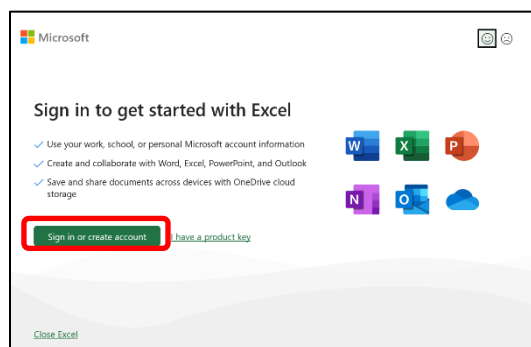 Microsoft
Sign in to get started with Excel
Use your work, school, or personal Microsoft account information
Create and collaborate with Word, Excel, PowerPoint, and Outlook
Save and share documents across devices with OneDrive cloud
storage
W X P
N O
Sign in or create account I have a product key
Close Excel